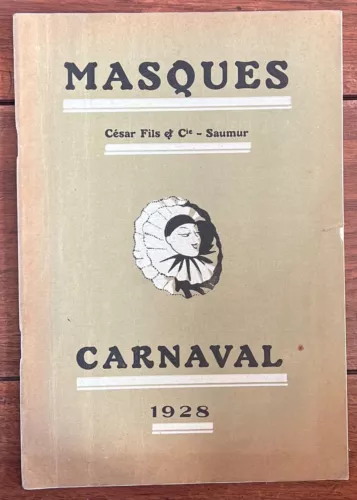 MASQUES
César Fils & Cie - Saumur
CARNAVAL
1928